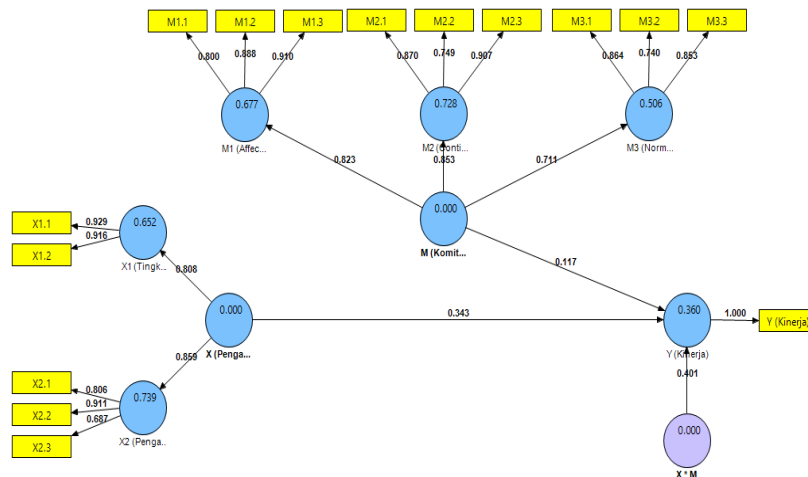 M1.1 M1.2 M1.3 M2.1 M2.2 M2.3 M3.1 M3.2 M3.3
0.800 0.888 0.910 0.870 0.749 0.907 0.864 0.740 0.853
0.677 0.728 0.506
M1 (Affec... M2 (Conti... M3 (Norm...
0.823 0.853 0.711
0.000
M (Komit...
X1.1 0.929 0.652
X1.2 0.916
X1 (Tingk...
0.808
0.117
0.000 0.343 0.360 1.000 Y (Kinerja)
X (Penga... Y (Kinerja)
0.859
0.401
X2.1 0.806 0.739
X2.2 0.911
X2.3 0.687
X2 (Penga...
0.000
X * M